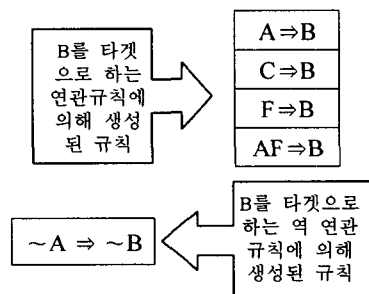 B를 타겟
으로 하는
연관규칙에
의해 생성
된 규칙
A⇒B
C⇒B
F⇒B
AF⇒B
~A ⇒ ~B
B를 타겟으로
하는 역 연관
규칙에 의해
생성된 규칙